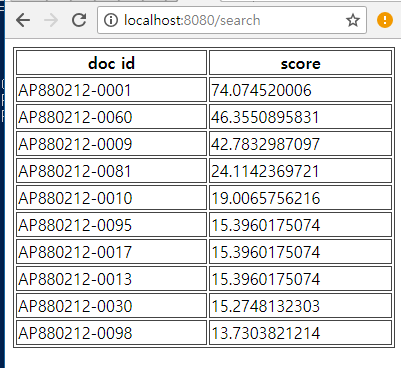 localhost:8080/search
doc id score
AP880212-0001 74.074520006
AP880212-0060 46.3550895831
AP880212-0009 42.7832987097
AP880212-0081 24.1142369721
AP880212-0010 19.0065756216
AP880212-0095 15.3960175074
AP880212-0017 15.3960175074
AP880212-0013 15.3960175074
AP880212-0030 15.2748132303
AP880212-0098 13.7303821214